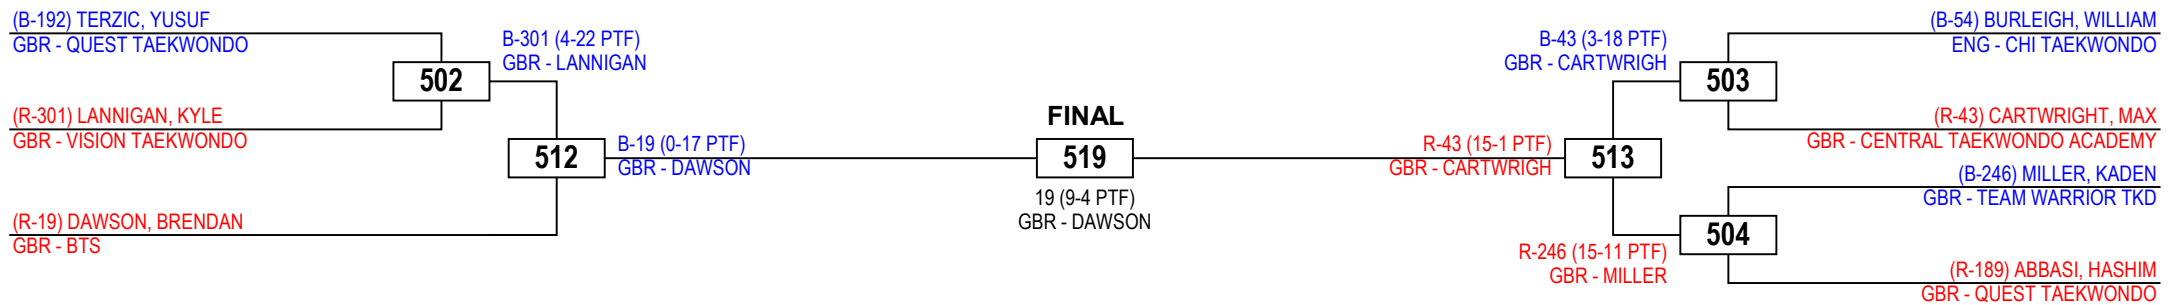 (B-192) TERZIC, YUSUF
GBR - QUEST TAEKWONDO
502
(R-301) LANNIGAN, KYLE
GBR - VISION TAEKWONDO
B-301 (4-22 PTF)
GBR - LANNIGAN
512
(R-19) DAWSON, BRENDAN
GBR - BTS
B-19 (0-17 PTF)
GBR - DAWSON
FINAL
519
19 (9-4 PTF)
GBR - DAWSON
R-43 (15-1 PTF)
GBR - CARTWRIGH
513
B-43 (3-18 PTF)
GBR - CARTWRIGH
R-246 (15-11 PTF)
GBR - MILLER
(B-54) BURLEIGH, WILLIAM
ENG - CHI TAEKWONDO
503
(R-43) CARTWRIGHT, MAX
GBR - CENTRAL TAEKWONDO ACADEMY
(B-246) MILLER, KADEN
GBR - TEAM WARRIOR TKD
504
(R-189) ABBASI, HASHIM
GBR - QUEST TAEKWONDO